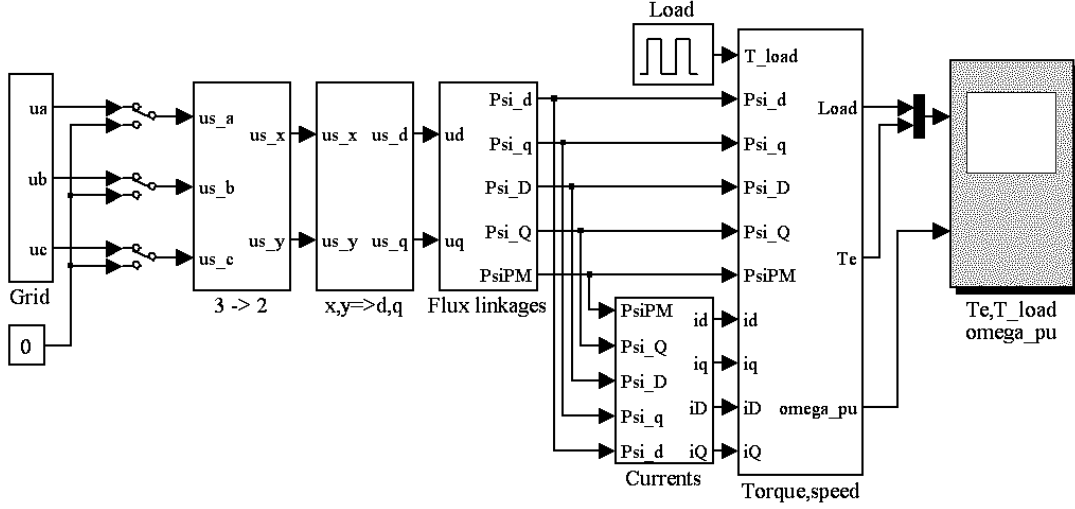 Load
T_load
ua
ub
uc
Grid
0
us_a
us_b
us_c
us_x
us_y
3 -> 2
us_x
us_y
us_d
us_q
x,y=>d,q
ud
uq
Psi_d
Psi_q
Psi_D
Psi_Q
PsiPM
Flux linkages
PsiPM
Psi_Q
Psi_D
Psi_q
Psi_d
id
iq
iD
iQ
Currents
Psi_d
Psi_q
Psi_D
Psi_Q
PsiPM
id
iq
iD
iQ
Load
Te
omega_pu
Torque,speed
Te,T_load
omega_pu